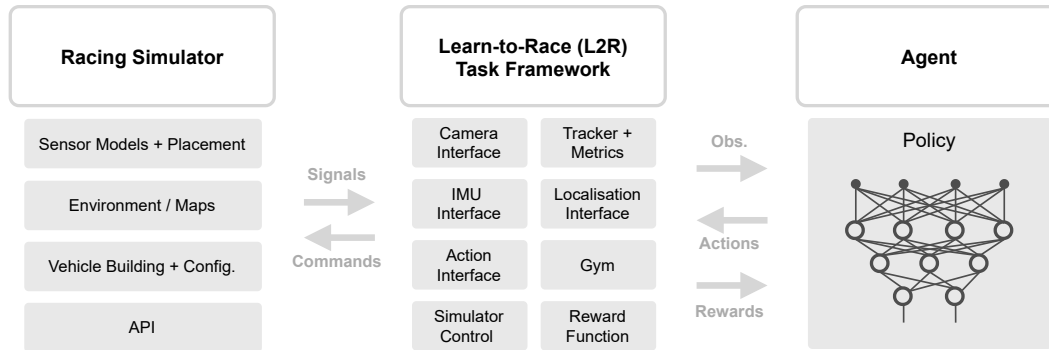 Racing Simulator
Sensor Models + Placement
Environment / Maps
Vehicle Building + Config.
API
Signals
Commands
Learn-to-Race (L2R)
Task Framework
Camera
Interface
Tracker +
Metrics
IMU
Interface
Localisation
Interface
Action
Interface
Gym
Simulator
Control
Reward
Function
Obs.
Actions
Rewards
Agent
Policy